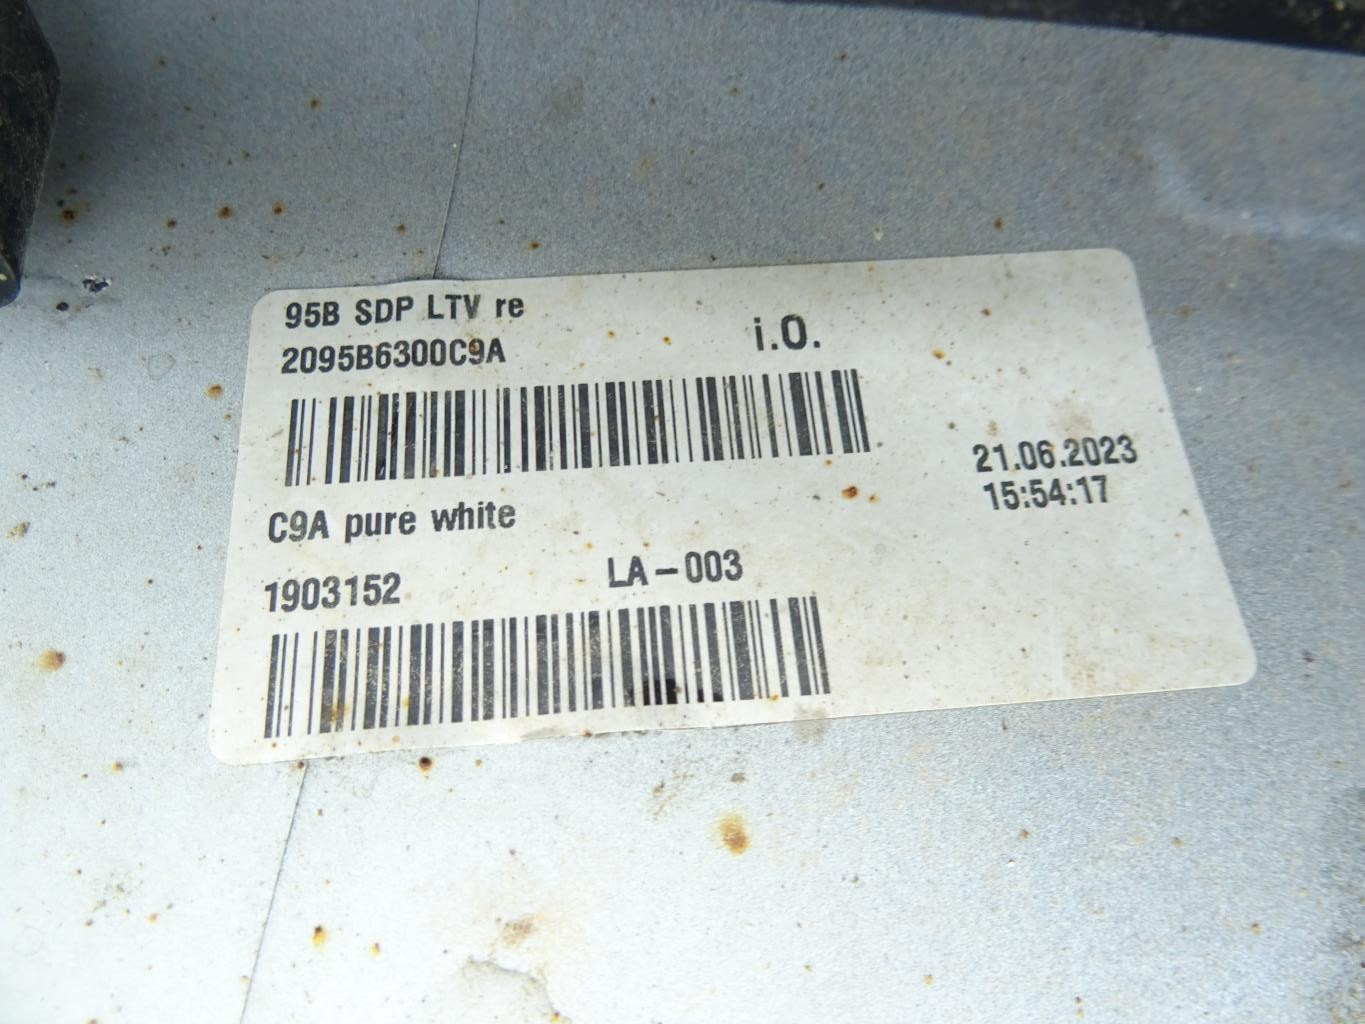 95B SDP LTV re
2095B6300C9A
i.O.
21.06.2023
15:54:17
C9A pure white
1903152
LA-003